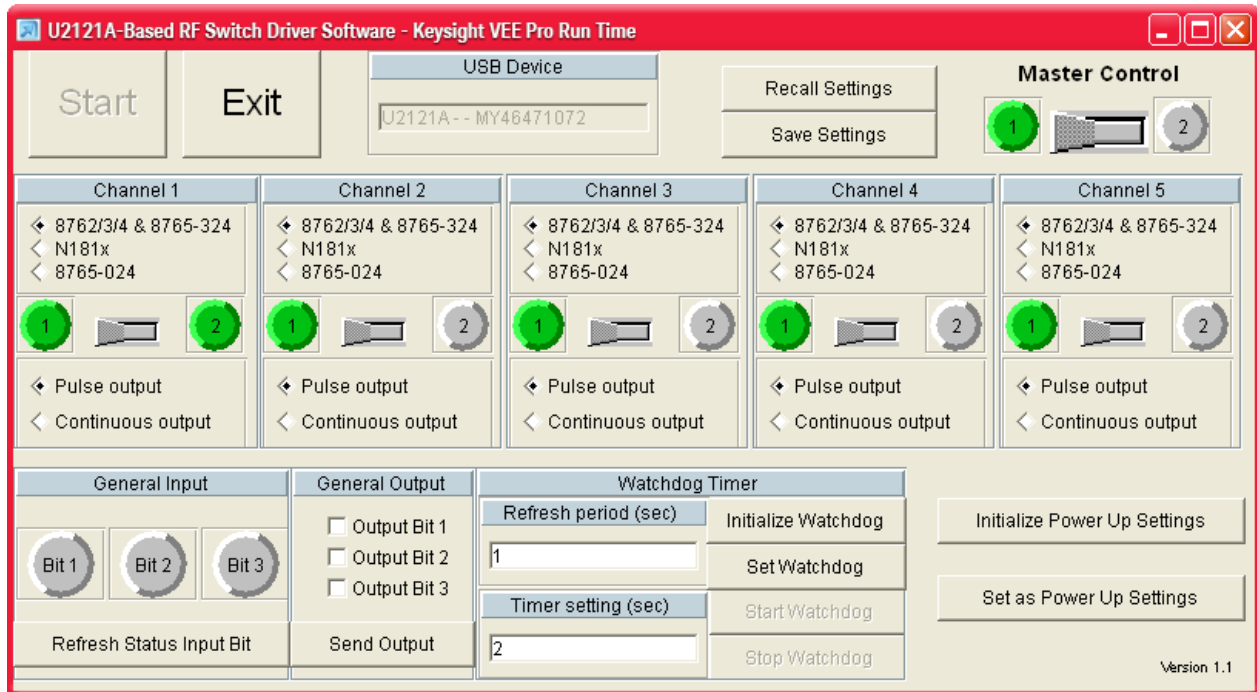 U2121A-Based RF Switch Driver Software - Keysight VEE Pro Run Time
Start
Exit
USB Device
U2121A - - MY46471072
Recall Settings
Save Settings
Master Control
1
2
Channel 1
8762/3/4 & 8765-324
N181x
8765-024
1
2
Pulse output
Continuous output
Channel 2
8762/3/4 & 8765-324
N181x
8765-024
1
2
Pulse output
Continuous output
Channel 3
8762/3/4 & 8765-324
N181x
8765-024
1
2
Pulse output
Continuous output
Channel 4
8762/3/4 & 8765-324
N181x
8765-024
1
2
Pulse output
Continuous output
Channel 5
8762/3/4 & 8765-324
N181x
8765-024
1
2
Pulse output
Continuous output
General Input
Bit 1
Bit 2
Bit 3
Refresh Status Input Bit
General Output
Output Bit 1
Output Bit 2
Output Bit 3
Send Output
Watchdog Timer
Refresh period (sec)
1
Timer setting (sec)
2
Initialize Watchdog
Set Watchdog
Start Watchdog
Stop Watchdog
Initialize Power Up Settings
Set as Power Up Settings
Version 1.1